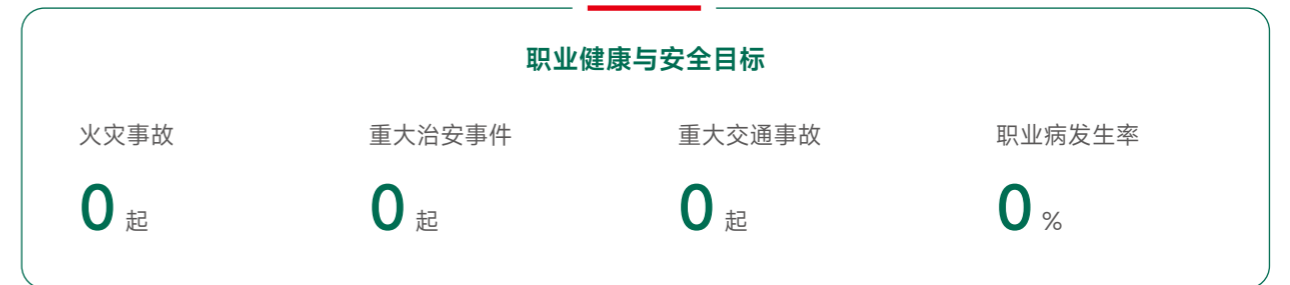 职业健康与安全目标
火灾事故 重大治安事件 重大交通事故 职业病发生率
0 起 0 起 0 起 0 %